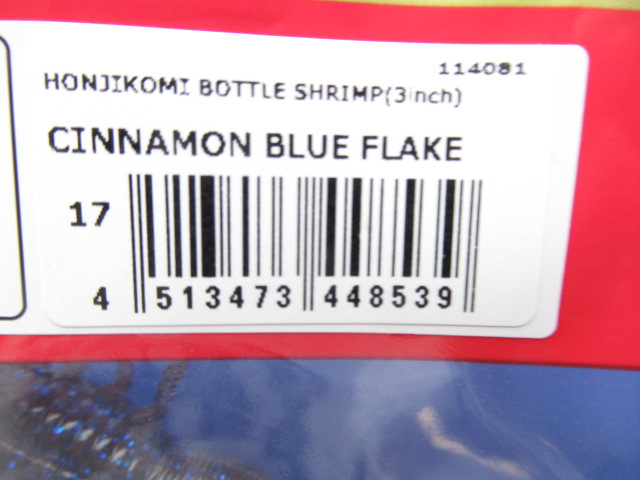 114081
HONJIKOMI BOTTLE SHRIMP(3inch)
CINNAMON BLUE FLAKE
17
4 513473 448539